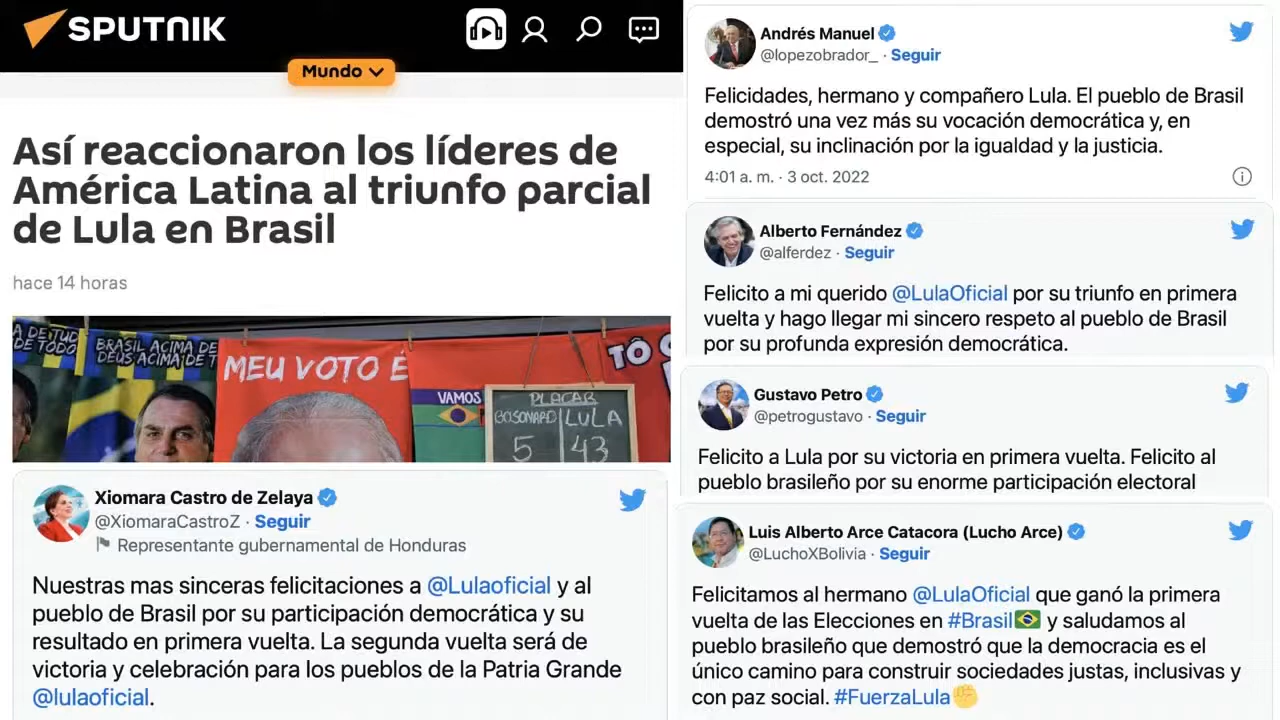 SPUTNIK
Mundo
Así reaccionaron los líderes de
América Latina al triunfo parcial
de Lula en Brasil
hace 14 horas
A DE TUD
DE TODO
BRASIL ACIMA DE
DEUS ACIMA DE T
MEU VOTO É
VAMOS
PLACAR
BOLSONARO LULA
5 43
TÔ
Xiomara Castro de Zelaya
@XiomaraCastroZ · Seguir
Representante gubernamental de Honduras
Nuestras mas sinceras felicitaciones a @Lulaoficial y al
pueblo de Brasil por su participación democrática y su
resultado en primera vuelta. La segunda vuelta será de
victoria y celebración para los pueblos de la Patria Grande
@lulaoficial.
Andrés Manuel
@lopezobrador_ · Seguir
Felicidades, hermano y compañero Lula. El pueblo de Brasil
demostró una vez más su vocación democrática y, en
especial, su inclinación por la igualdad y la justicia.
4:01 a. m. · 3 oct. 2022
Alberto Fernández
@alferdez · Seguir
Felicito a mi querido @LulaOficial por su triunfo en primera
vuelta y hago llegar mi sincero respeto al pueblo de Brasil
por su profunda expresión democrática.
Gustavo Petro
@petrogustavo · Seguir
Felicito a Lula por su victoria en primera vuelta. Felicito al
pueblo brasileño por su enorme participación electoral
Luis Alberto Arce Catacora (Lucho Arce)
@LuchoXBolivia · Seguir
Felicitamos al hermano @LulaOficial que ganó la primera
vuelta de las Elecciones en #Brasil🇧🇷 y saludamos al
pueblo brasileño que demostró que la democracia es el
único camino para construir sociedades justas, inclusivas y
con paz social. #FuerzaLula✊